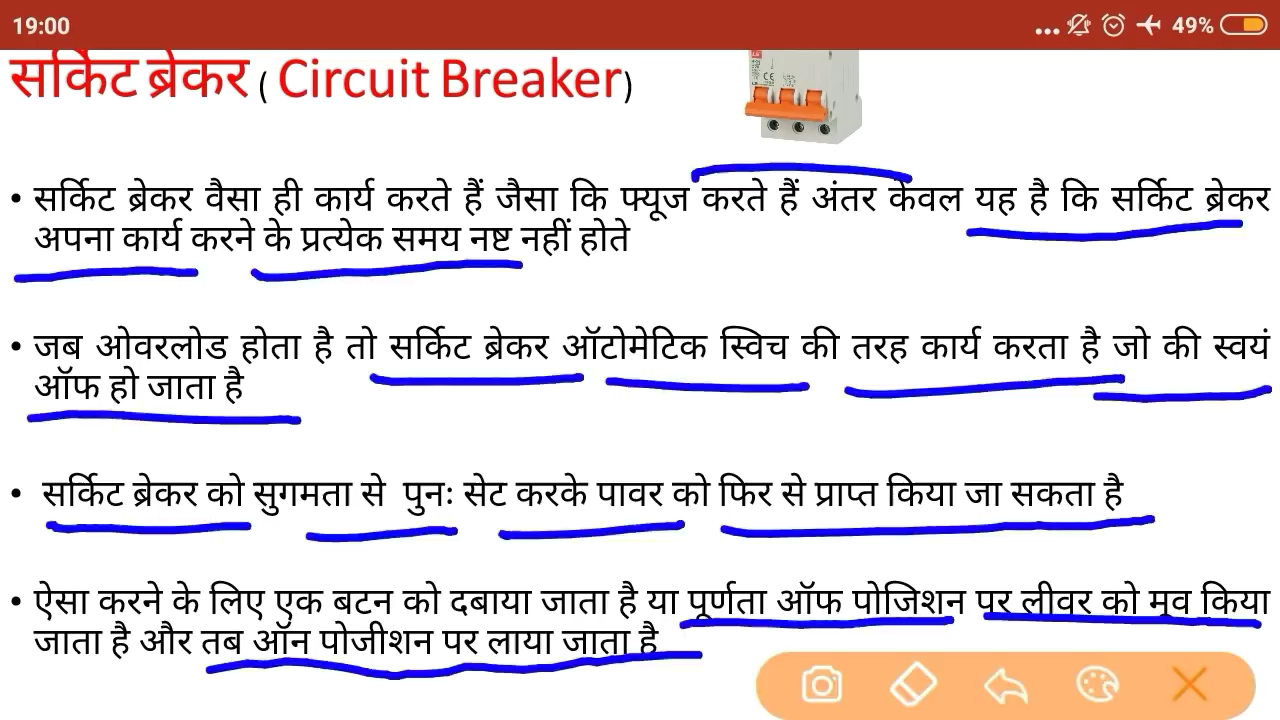 19:00
49%
सर्किट ब्रेकर ( Circuit Breaker)
CE
• सर्किट ब्रेकर वैसा ही कार्य करते हैं जैसा कि फ्यूज करते हैं अंतर केवल यह है कि सर्किट ब्रेकर
अपना कार्य करने के प्रत्येक समय नष्ट नहीं होते
• जब ओवरलोड होता है तो सर्किट ब्रेकर ऑटोमेटिक स्विच की तरह कार्य करता है जो की स्वयं
ऑफ हो जाता है
• सर्किट ब्रेकर को सुगमता से पुनः सेट करके पावर को फिर से प्राप्त किया जा सकता है
• ऐसा करने के लिए एक बटन को दबाया जाता है या पूर्णता ऑफ पोजिशन पर लीवर को मूव किया
जाता है और तब ऑन पोजीशन पर लाया जाता है